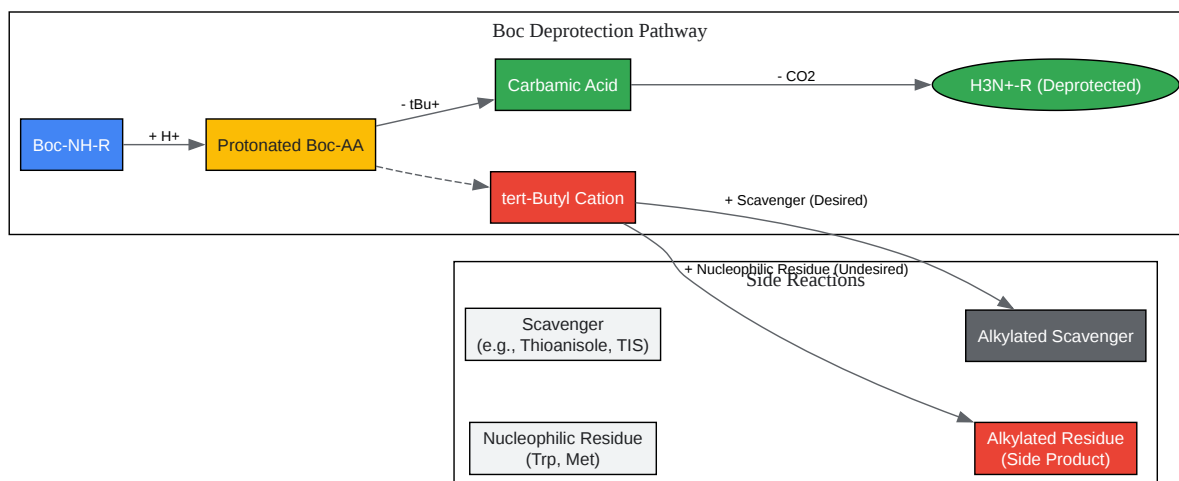 Boc Deprotection Pathway
Carbamic Acid
- CO2
H3N+-R (Deprotected)
- tBu+
Boc-NH-R
+ H+
Protonated Boc-AA
tert-Butyl Cation
+ Scavenger (Desired)
+ Nucleophilic Residue (Undesired)
Side Reactions
Scavenger
(e.g., Thioanisole, TIS)
Alkylated Scavenger
Nucleophilic Residue
(Trp, Met)
Alkylated Residue
(Side Product)